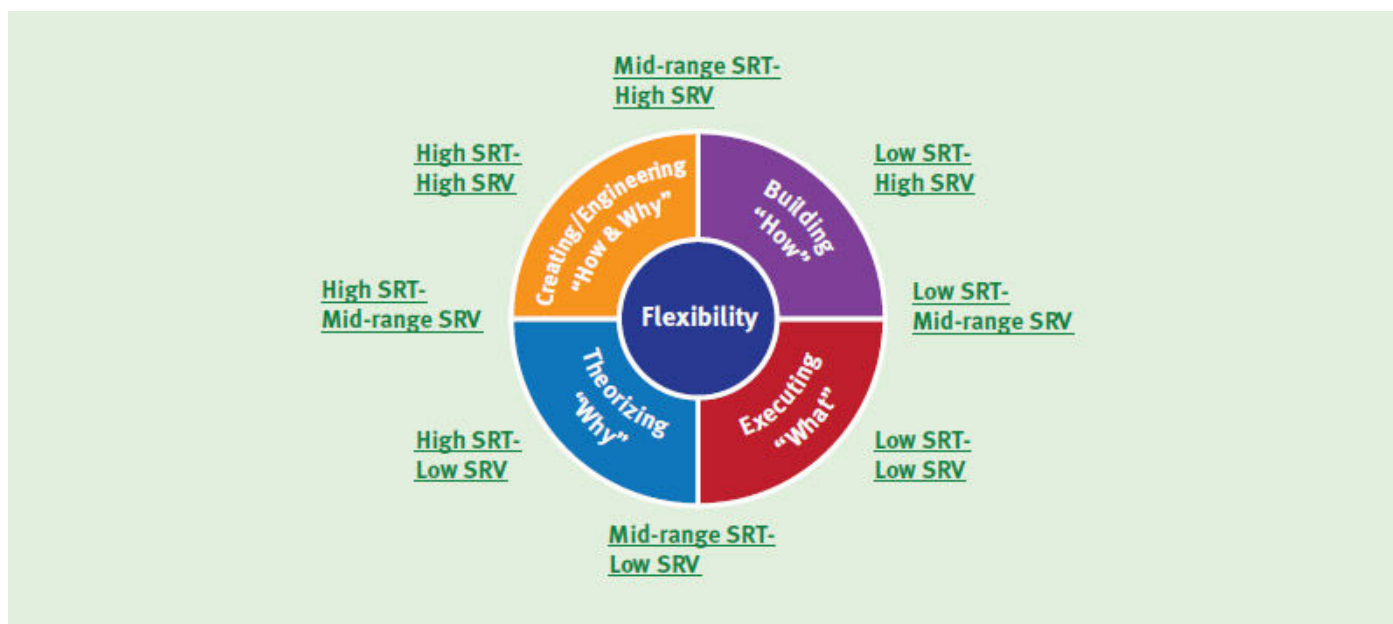 Mid-range SRT-
High SRV
High SRT-
High SRV
Low SRT-
High SRV
Creating/Engineering
“How & Why”
Building
“How”
High SRT-
Mid-range SRV
Flexibility
Low SRT-
Mid-range SRV
Theorizing
“Why”
Executing
“What”
High SRT-
Low SRV
Low SRT-
Low SRV
Mid-range SRT-
Low SRV